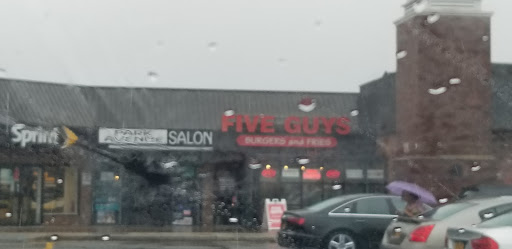 Sprint
PARK
AVENUE
SALON
FIVE GUYS
BURGERS and FRIES